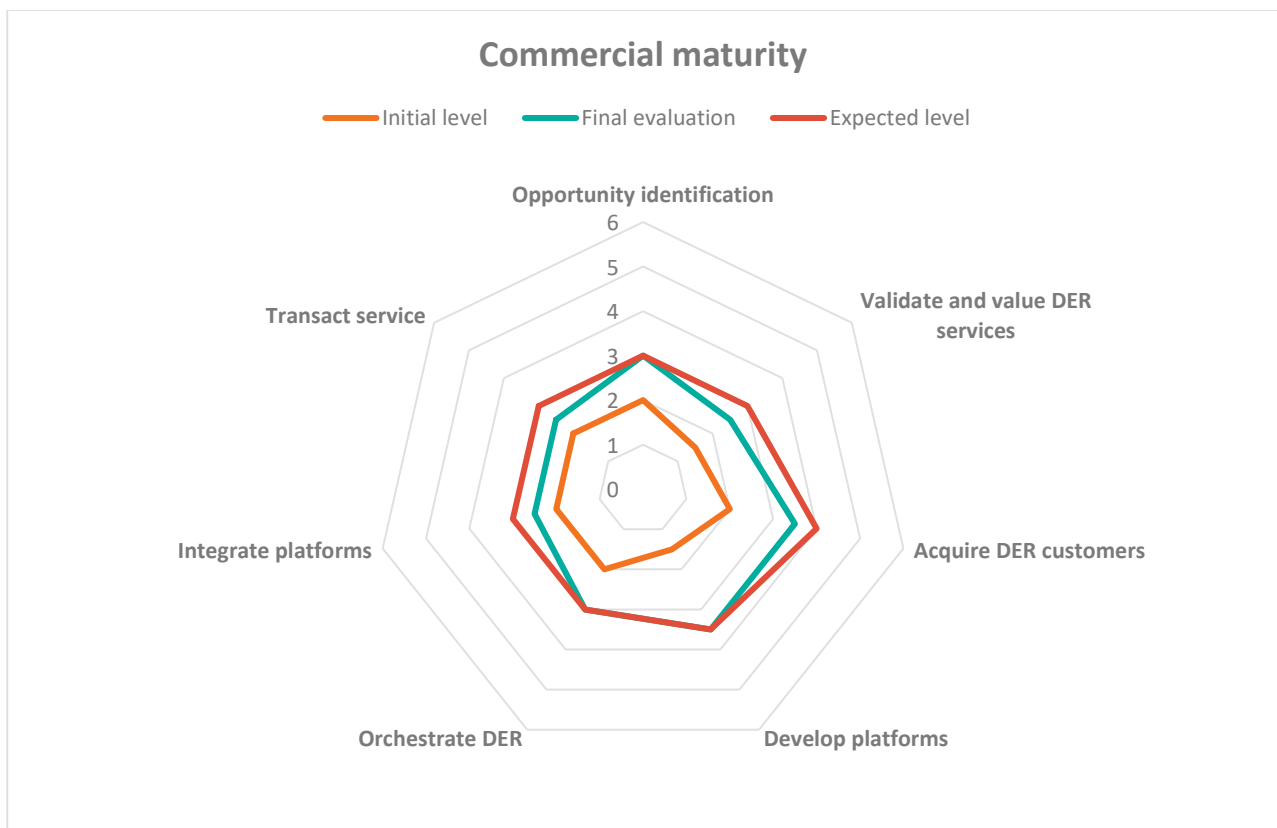 Commercial maturity
Initial level
Final evaluation
Expected level
Opportunity identification
6
5
4
3
2
1
0
Validate and value DER
services
Acquire DER customers
Develop platforms
Orchestrate DER
Integrate platforms
Transact service